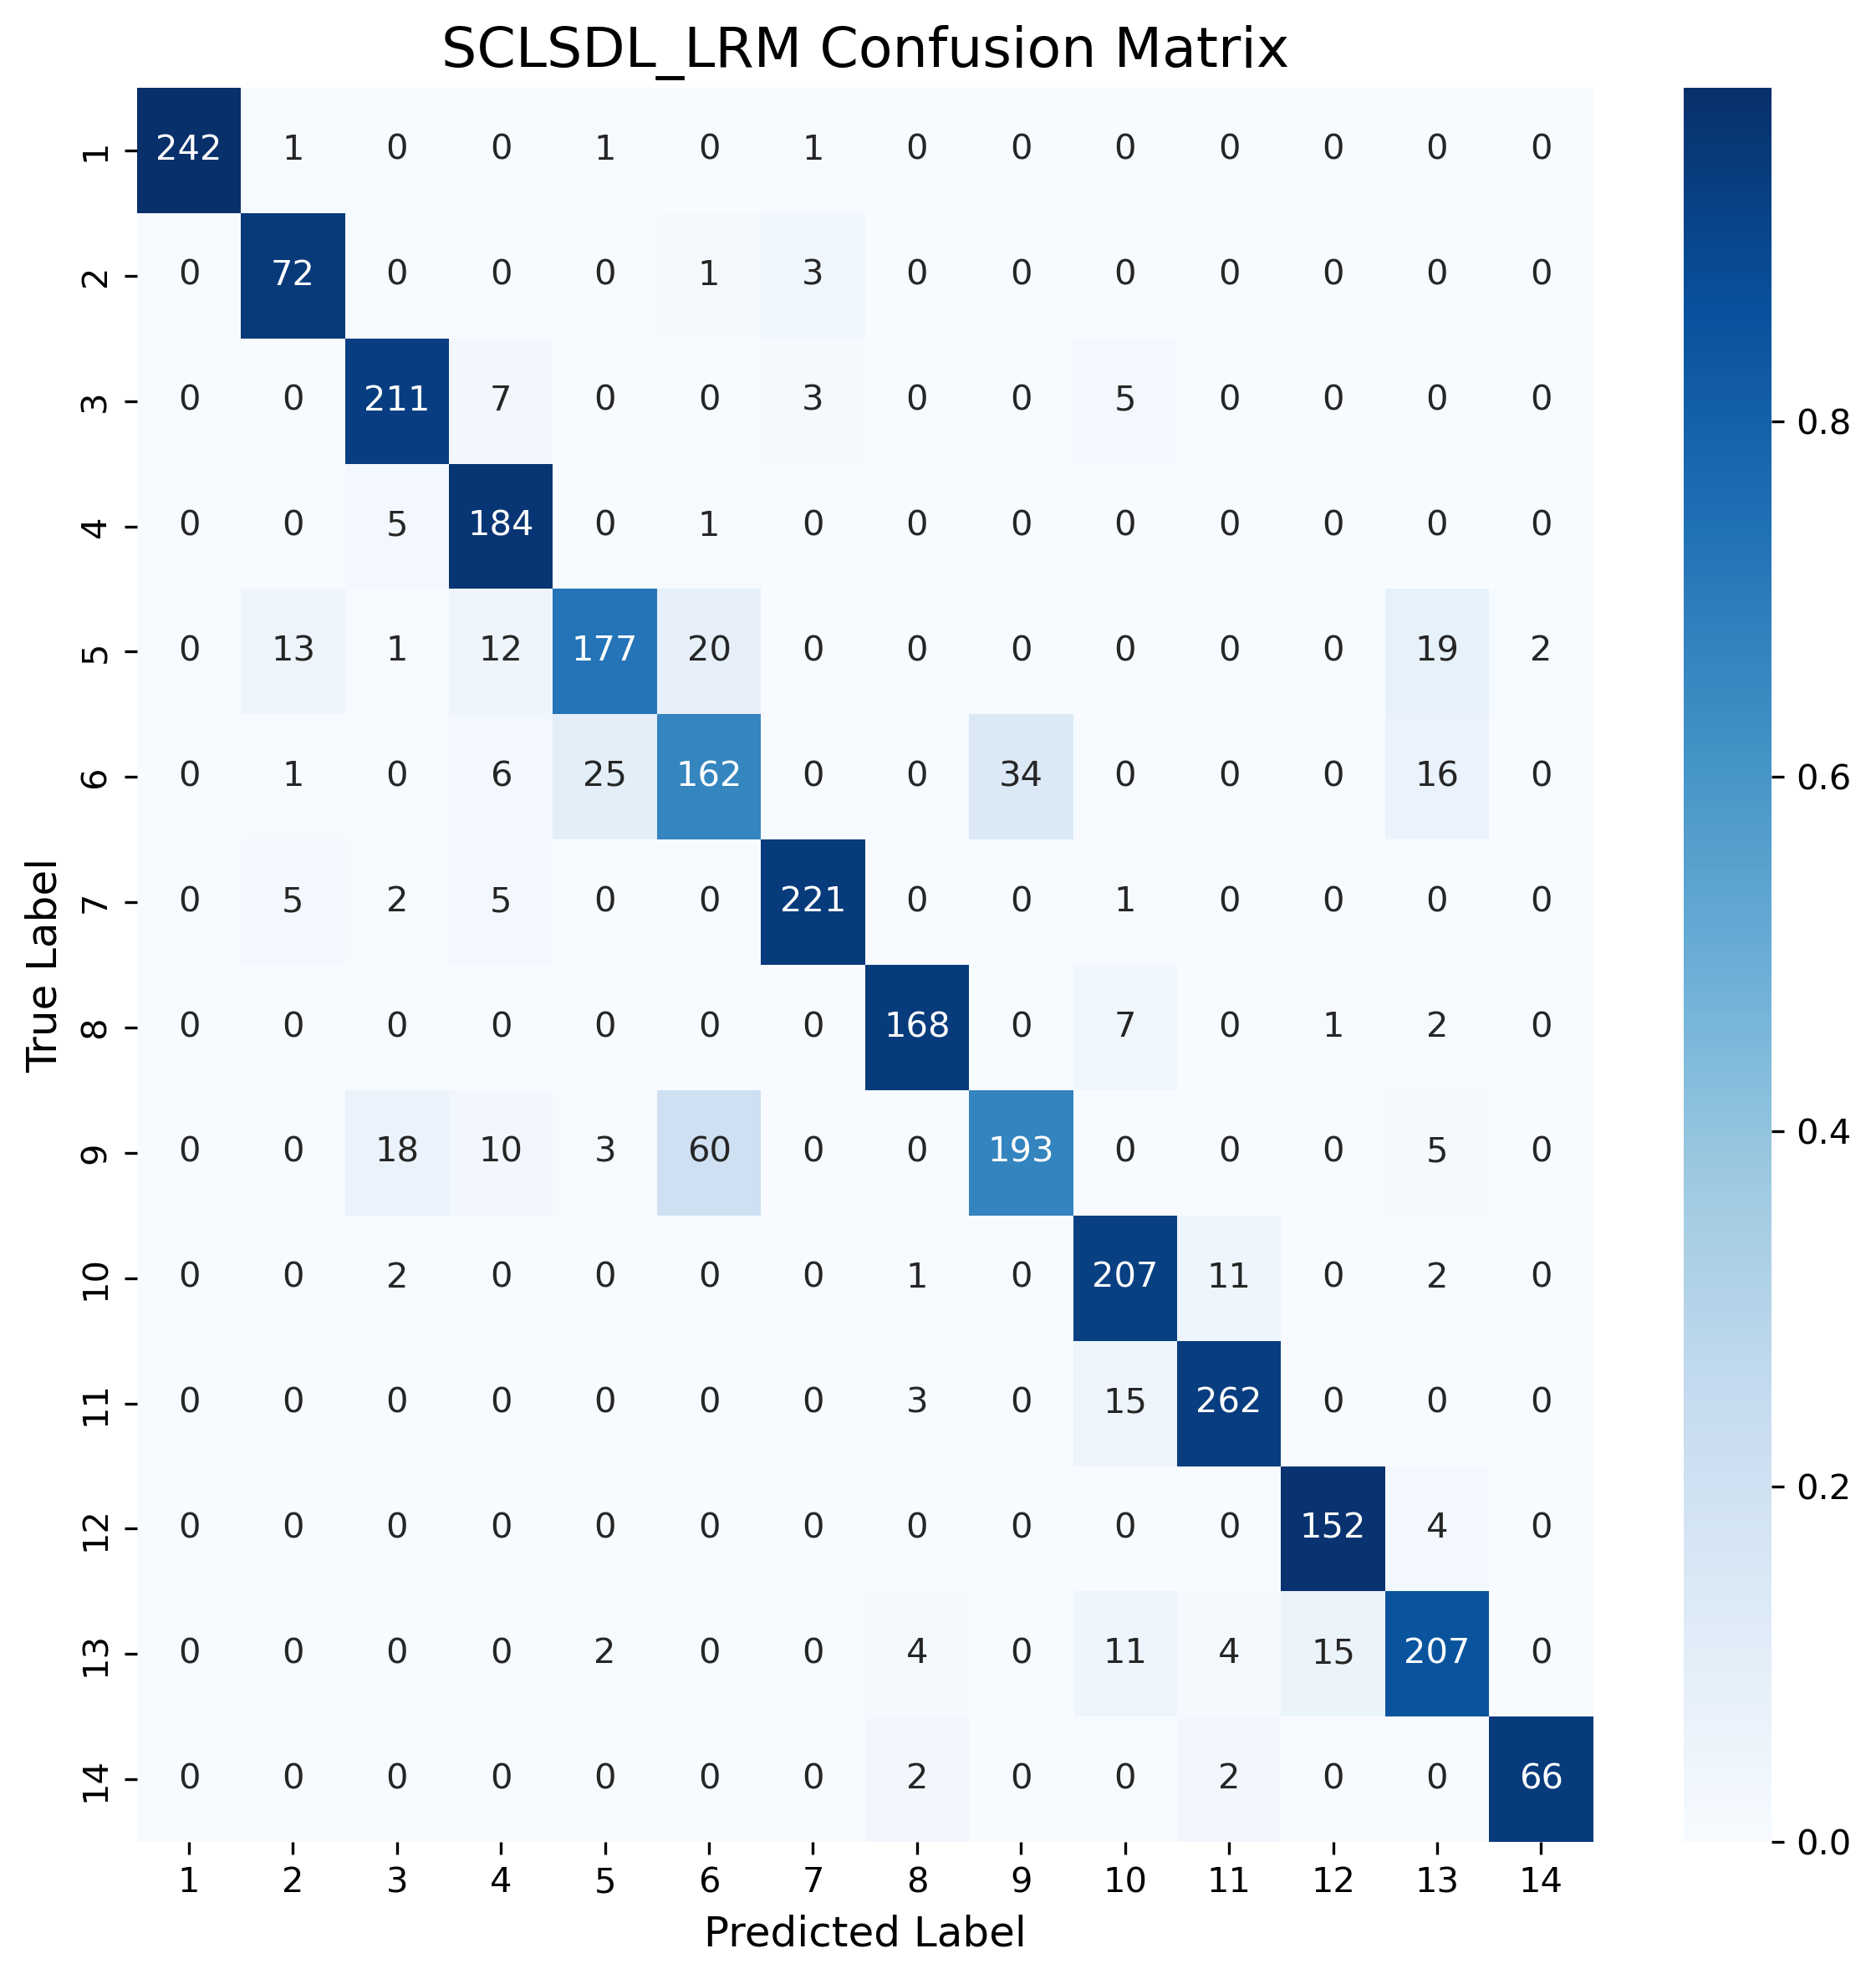 SCLSDL_LRM Confusion Matrix
1 242 1 0 0 1 0 1 0 0 0 0 0 0 0
2 0 72 0 0 0 1 3 0 0 0 0 0 0 0
3 0 0 211 7 0 0 3 0 0 5 0 0 0 0
4 0 0 5 184 0 1 0 0 0 0 0 0 0 0
5 0 13 1 12 177 20 0 0 0 0 0 0 19 2
6 0 1 0 6 25 162 0 0 34 0 0 0 16 0
7 0 5 2 5 0 0 221 0 0 1 0 0 0 0
8 0 0 0 0 0 0 0 168 0 7 0 1 2 0
9 0 0 18 10 3 60 0 0 193 0 0 0 5 0
10 0 0 2 0 0 0 0 1 0 207 11 0 2 0
11 0 0 0 0 0 0 0 3 0 15 262 0 0 0
12 0 0 0 0 0 0 0 0 0 0 0 152 4 0
13 0 0 0 0 2 0 0 4 0 11 4 15 207 0
14 0 0 0 0 0 0 0 2 0 0 2 0 0 66
1 2 3 4 5 6 7 8 9 10 11 12 13 14
True Label
Predicted Label
0.8
0.6
0.4
0.2
0.0